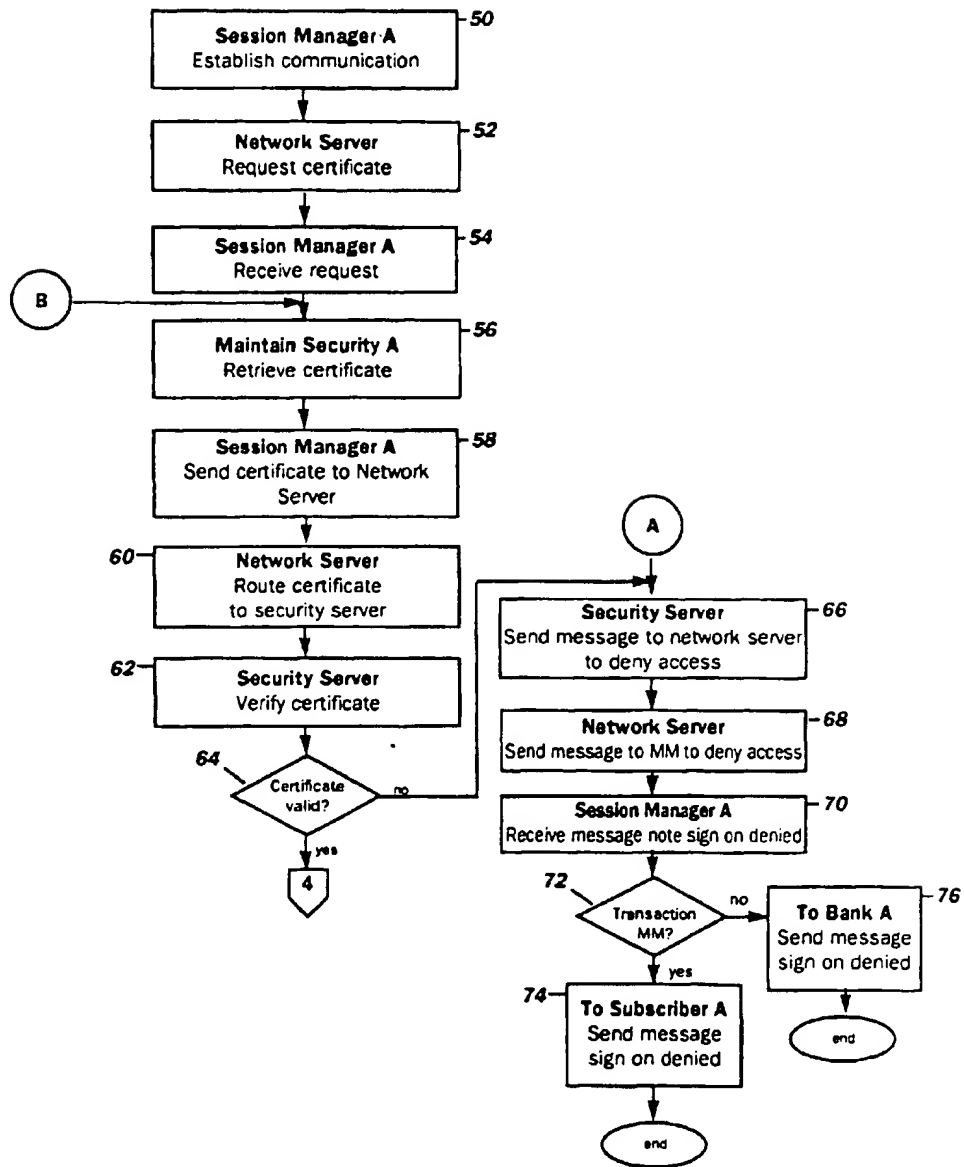 50
Session Manager A
Establish communication
52
Network Server
Request certificate
54
Session Manager A
Receive request
B
56
Maintain Security A
Retrieve certificate
58
Session Manager A
Send certificate to Network
Server
60
Network Server
Route certificate
to security server
62
Security Server
Verify certificate
64
Certificate
valid?
no
yes
4
A
66
Security Server
Send message to network server
to deny access
68
Network Server
Send message to MM to deny access
70
Session Manager A
Receive message note sign on denied
72
Transaction
MM?
no
yes
76
To Bank A
Send message
sign on denied
end
74
To Subscriber A
Send message
sign on denied
end